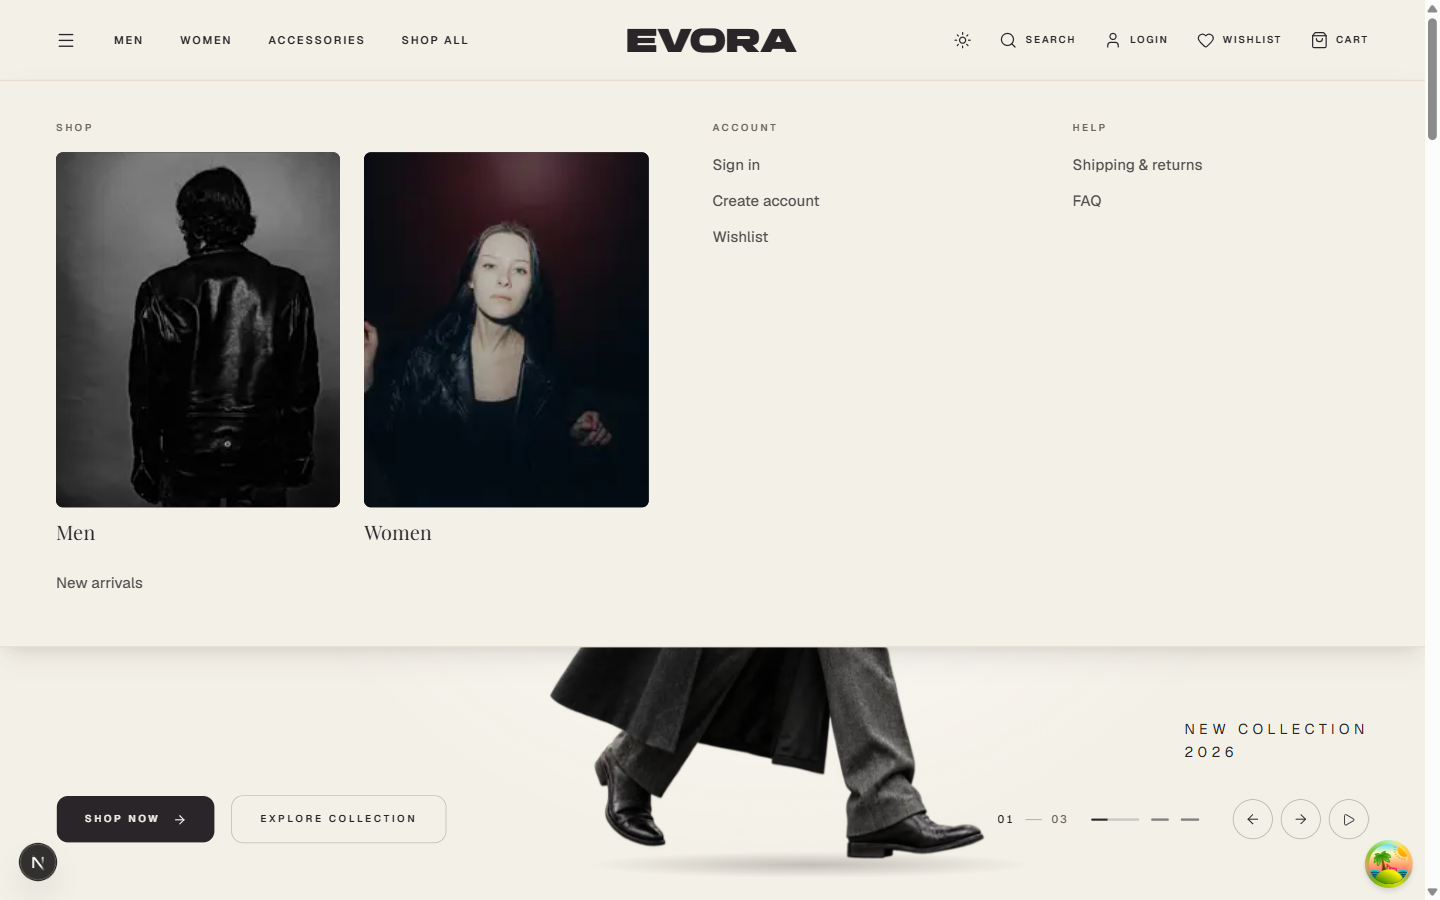 MEN
WOMEN
ACCESSORIES
SHOP ALL
EVORA
SEARCH
LOGIN
WISHLIST
CART
SHOP
Men
Women
New arrivals
ACCOUNT
Sign in
Create account
Wishlist
HELP
Shipping & returns
FAQ
NEW COLLECTION
2026
SHOP NOW
EXPLORE COLLECTION
01 — 03
N